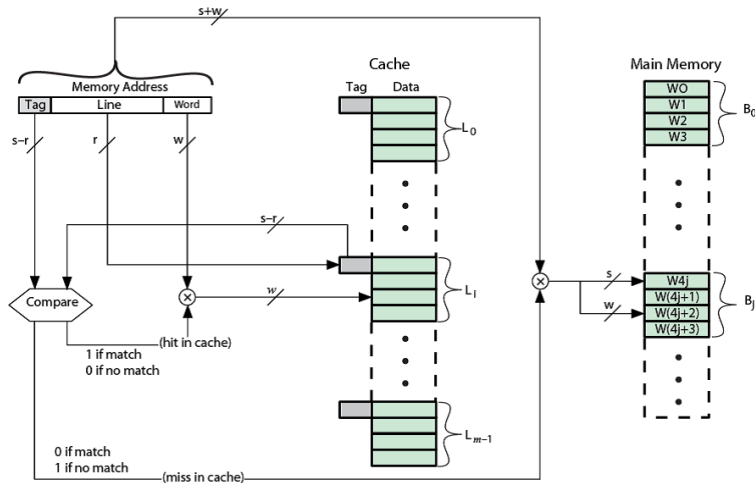 s+w
Cache
Main Memory
Memory Address
Tag Data
Tag Line Word
W0
W1
W2
W3
B0
L0
s–r
r
w
s–r
Compare
w
Li
s
w
W4j
W(4j+1)
W(4j+2)
W(4j+3)
Bj
(hit in cache)
1 if match
0 if no match
Lm–1
0 if match
1 if no match
(miss in cache)